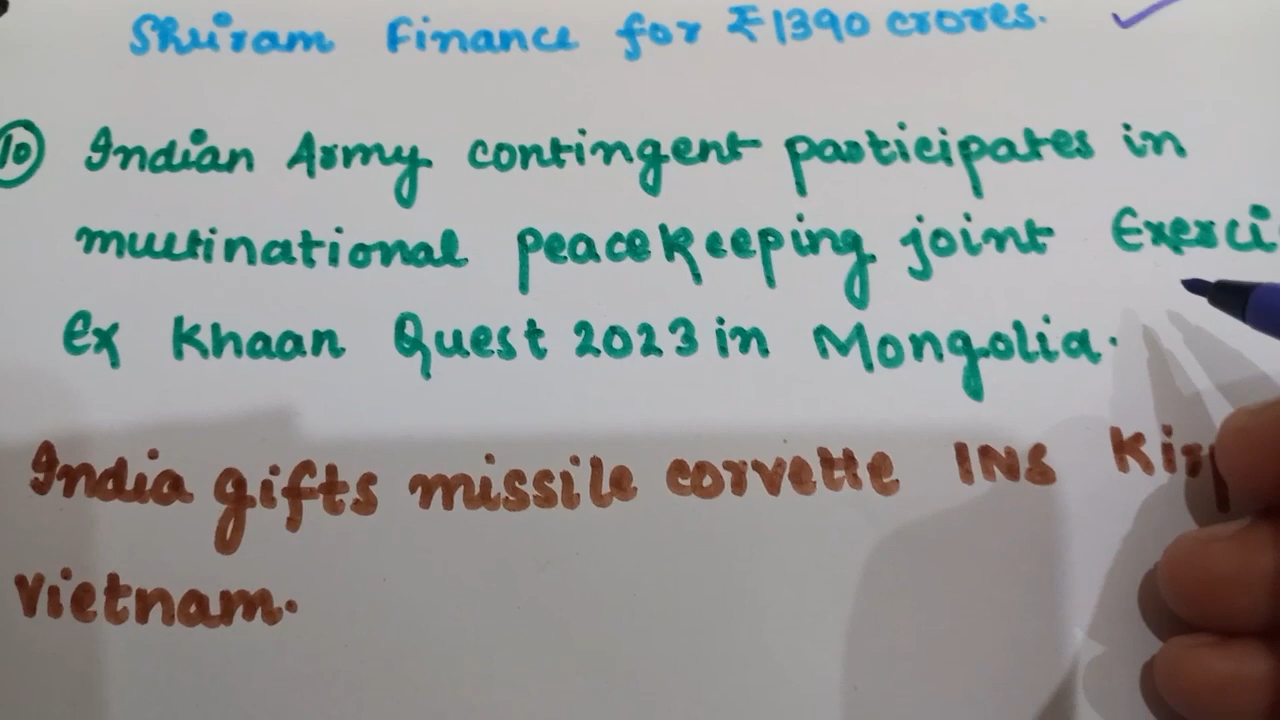 Shriram Finance for ₹1390 crores.
10 Indian Army contingent participates in
multinational peacekeeping joint Exerci
Ex Khaan Quest 2023 in Mongolia.
India gifts missile corvette INS Kirp
Vietnam.